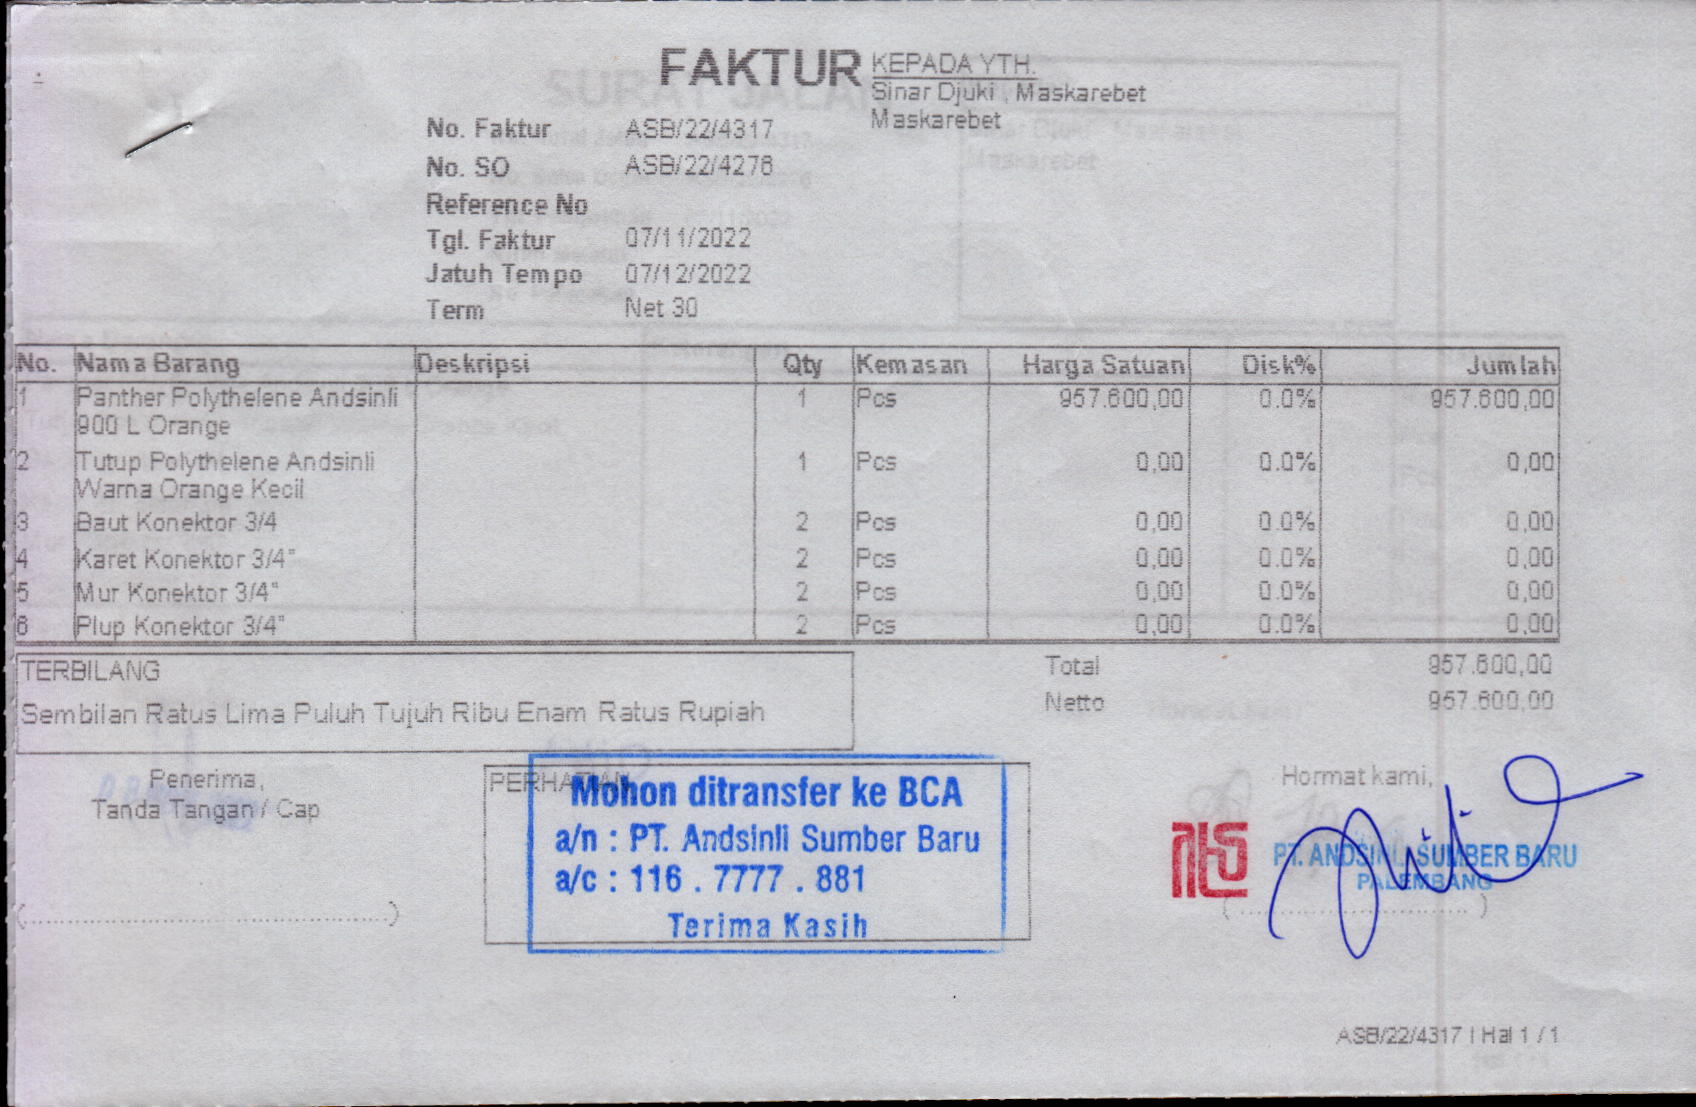 FAKTUR
KEPADA YTH.
Sinar Djuki , Maskarebet
Maskarebet
No. Faktur ASB/22/4317
No. SO ASB/22/4276
Reference No
Tgl. Faktur 07/11/2022
Jatuh Tempo 07/12/2022
Term Net 30
No. Nama Barang Deskripsi Qty Kemasan Harga Satuan Disk% Jumlah
1 Panther Polythelene Andsinli 1 Pcs 957.600,00 0.0% 957.600,00
900 L Orange
2 Tutup Polythelene Andsinli 1 Pcs 0,00 0.0% 0,00
Warna Orange Kecil
3 Baut Konektor 3/4 2 Pcs 0,00 0.0% 0,00
4 Karet Konektor 3/4" 2 Pcs 0,00 0.0% 0,00
5 Mur Konektor 3/4" 2 Pcs 0,00 0.0% 0,00
6 Plup Konektor 3/4" 2 Pcs 0,00 0.0% 0,00
TERBILANG
Sembilan Ratus Lima Puluh Tujuh Ribu Enam Ratus Rupiah
Total 957.600,00
Netto 957.600,00
Penerima,
Tanda Tangan / Cap
(................................................)
PERHATIAN
Mohon ditransfer ke BCA
a/n : PT. Andsinli Sumber Baru
a/c : 116 . 7777 . 881
Terima Kasih
Hormat kami,
PT. ANDSINLI SUMBER BARU
PALEMBANG
(................................)
ASB/22/4317 | Hal 1 / 1